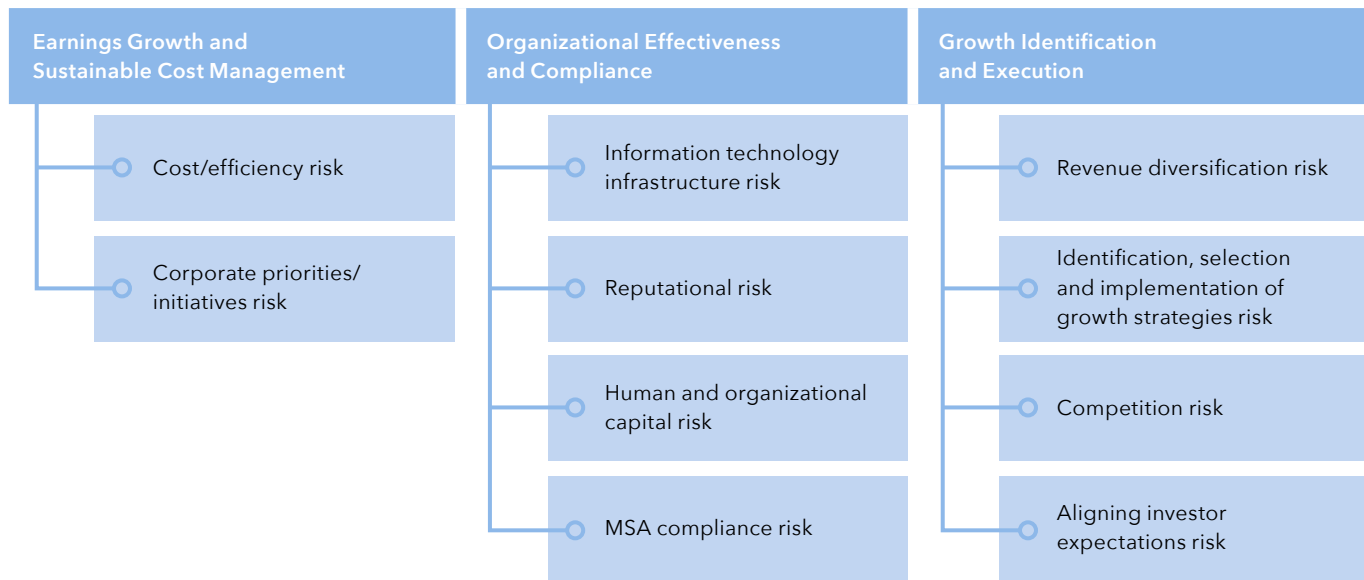 Earnings Growth and
Sustainable Cost Management
Cost/efficiency risk
Corporate priorities/
initiatives risk
Organizational Effectiveness
and Compliance
Information technology
infrastructure risk
Reputational risk
Human and organizational
capital risk
MSA compliance risk
Growth Identification
and Execution
Revenue diversification risk
Identification, selection
and implementation of
growth strategies risk
Competition risk
Aligning investor
expectations risk